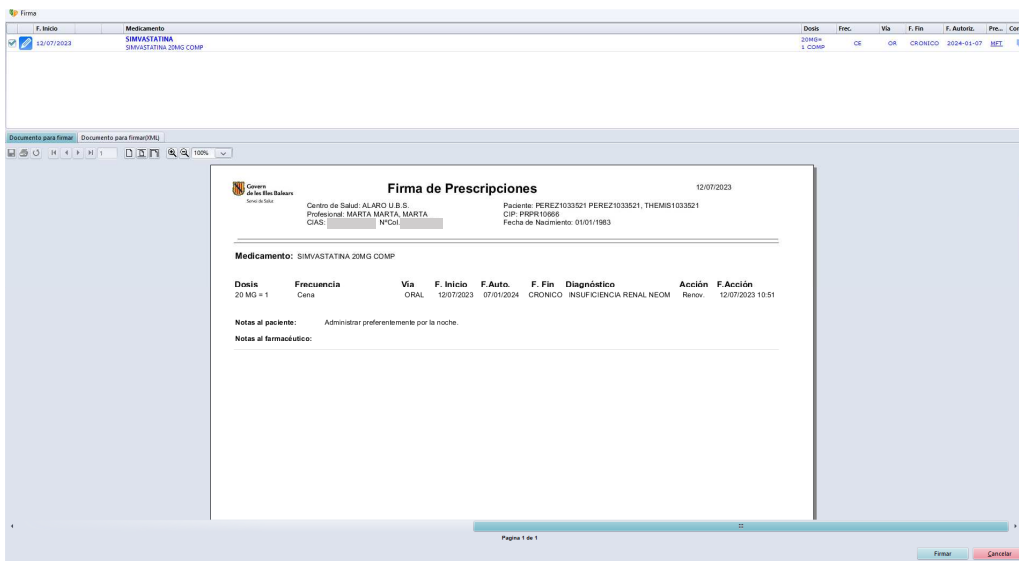 Firma
F. Inicio Medicamento Dosis Frec. Vía F. Fin F. Autoriz. Pre... Con
12/07/2023 SIMVASTATINA 20MG= CE OR CRONICO 2024-01-07 MFT
SIMVASTATINA 20MG COMP 1 COMP
Documento para firmar Documento para firmar(XML)
1 100%
Govern
de les Illes Balears
Servei de Salut
Firma de Prescripciones 12/07/2023
Centro de Salud: ALARO U.B.S. Paciente: PEREZ1033521 PEREZ1033521, THEMIS1033521
Profesional: MARTA MARTA, MARTA CIP: PRPR10666
CIAS: NºCol. Fecha de Nacimiento: 01/01/1983
Medicamento: SIMVASTATINA 20MG COMP
Dosis Frecuencia Vía F. Inicio F.Auto. F. Fin Diagnóstico Acción F.Acción
20 MG = 1 Cena ORAL 12/07/2023 07/01/2024 CRONICO INSUFICIENCIA RENAL NEOM Renov. 12/07/2023 10:51
Notas al paciente: Administrar preferentemente por la noche.
Notas al farmacéutico:
Pagina 1 de 1
Firmar Cancelar